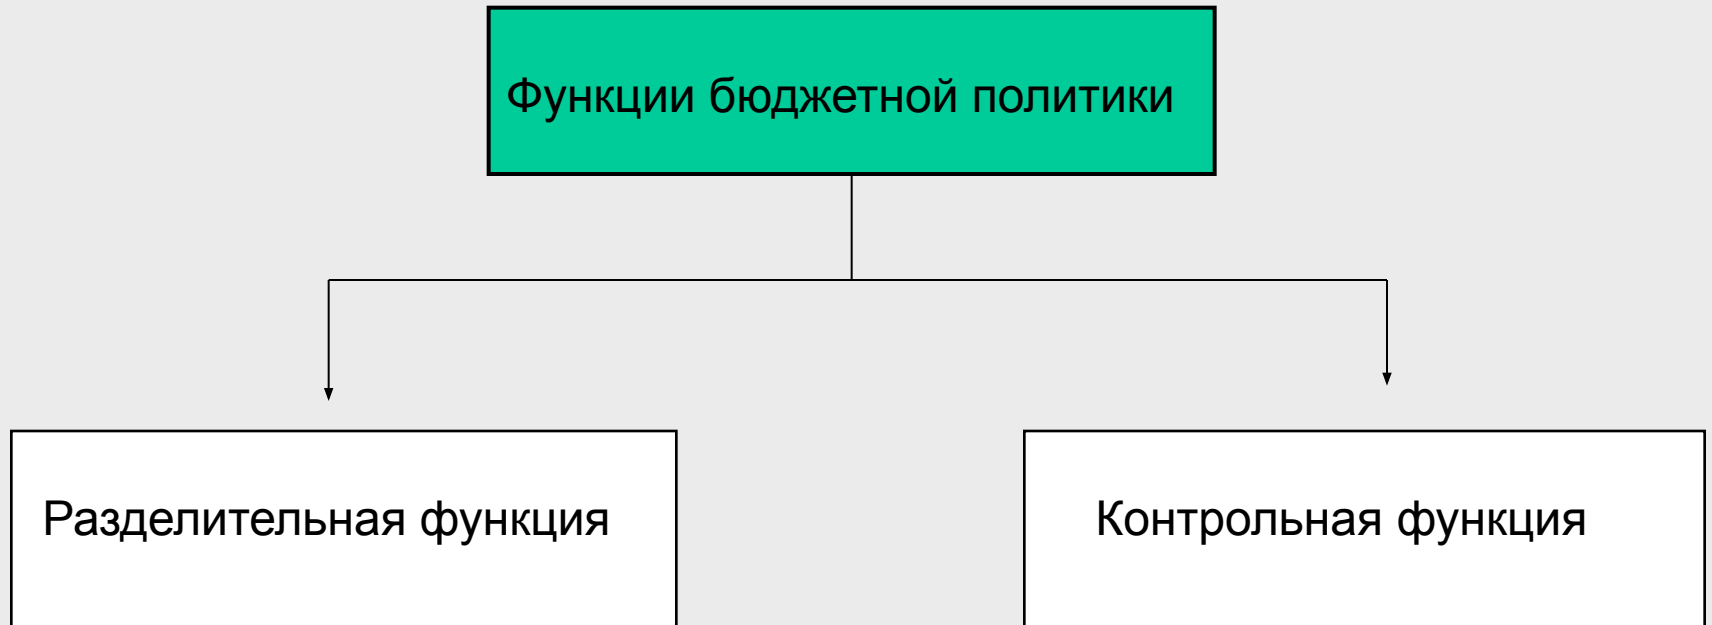 Функции бюджетной политики
Разделительная функция
Контрольная функция